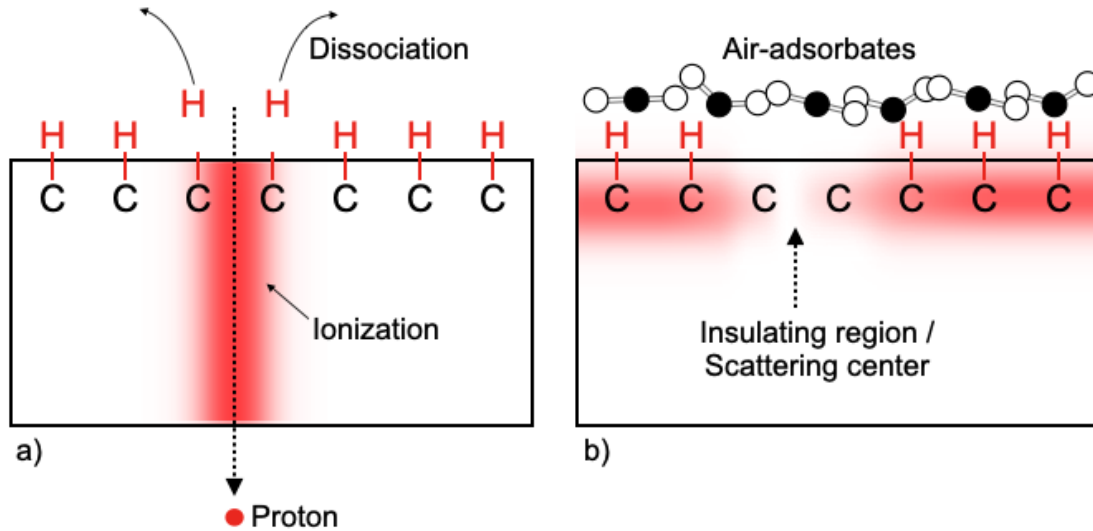 Dissociation
H H
H H H H H
C C C C C C C
Ionization
a)
Proton
Air-adsorbates
H H H H H
C C C C C C C
Insulating region /
Scattering center
b)